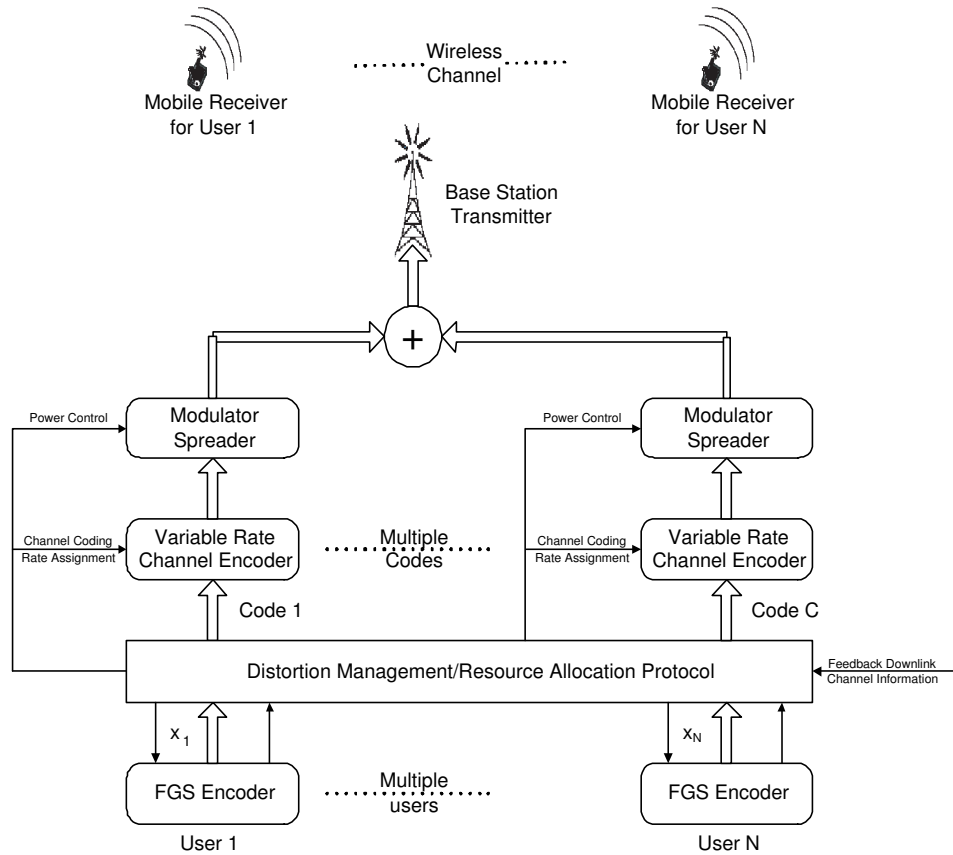 Wireless
Channel
Mobile Receiver
for User 1
Mobile Receiver
for User N
Base Station
Transmitter
+
Power Control
Modulator
Spreader
Power Control
Modulator
Spreader
Channel Coding
Rate Assignment
Variable Rate
Channel Encoder
Multiple
Codes
Channel Coding
Rate Assignment
Variable Rate
Channel Encoder
Code 1
Code C
Distortion Management/Resource Allocation Protocol
Feedback Downlink
Channel Information
x1
xN
FGS Encoder
Multiple
users
FGS Encoder
User 1
User N